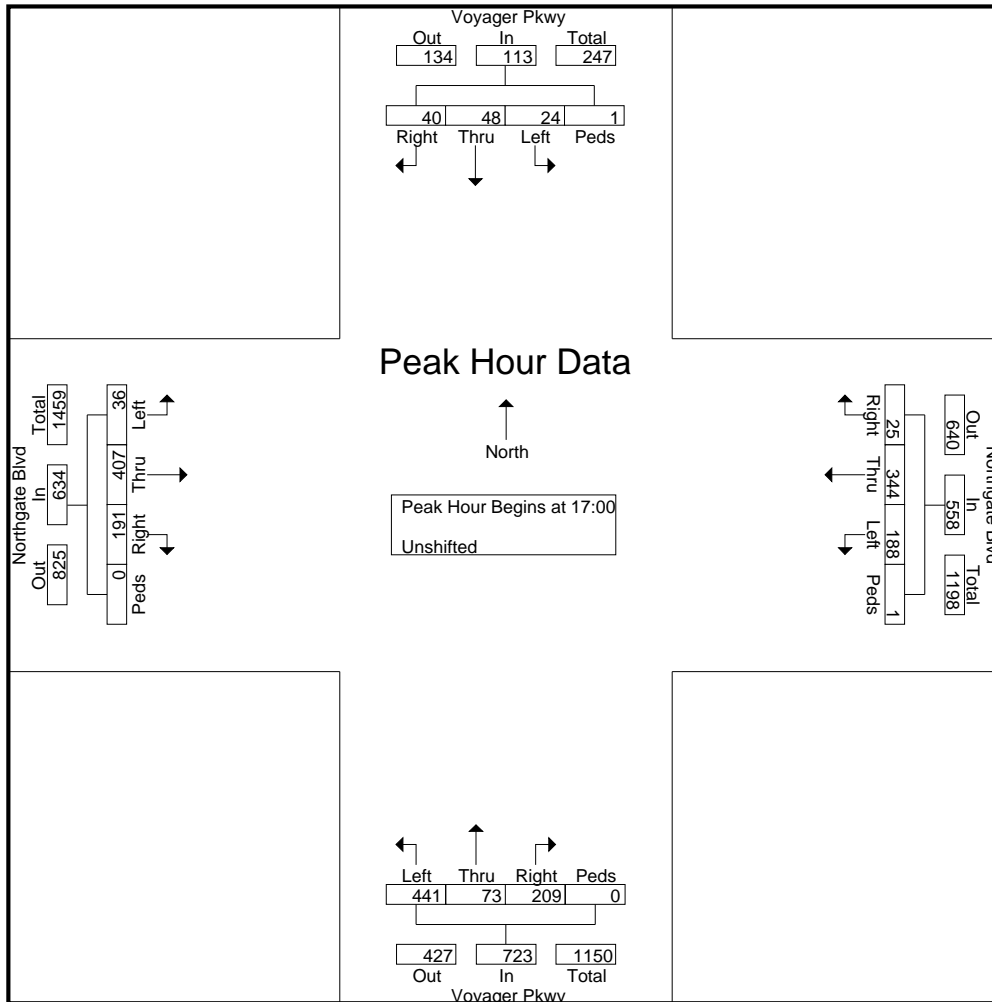 Voyager Pkwy
Out In Total
134 113 247
40 48 24 1
Right Thru Left Peds
Peak Hour Data
North
Peak Hour Begins at 17:00
Unshifted
Northgate Blvd
Total In Out
1459 634 825
36 407 191 0
Left Thru Right Peds
Right Thru Left Peds
25 344 188 1
Out In Total
640 558 1198
Northgate Blvd
Left Thru Right Peds
441 73 209 0
427 723 1150
Out In Total
Voyager Pkwy